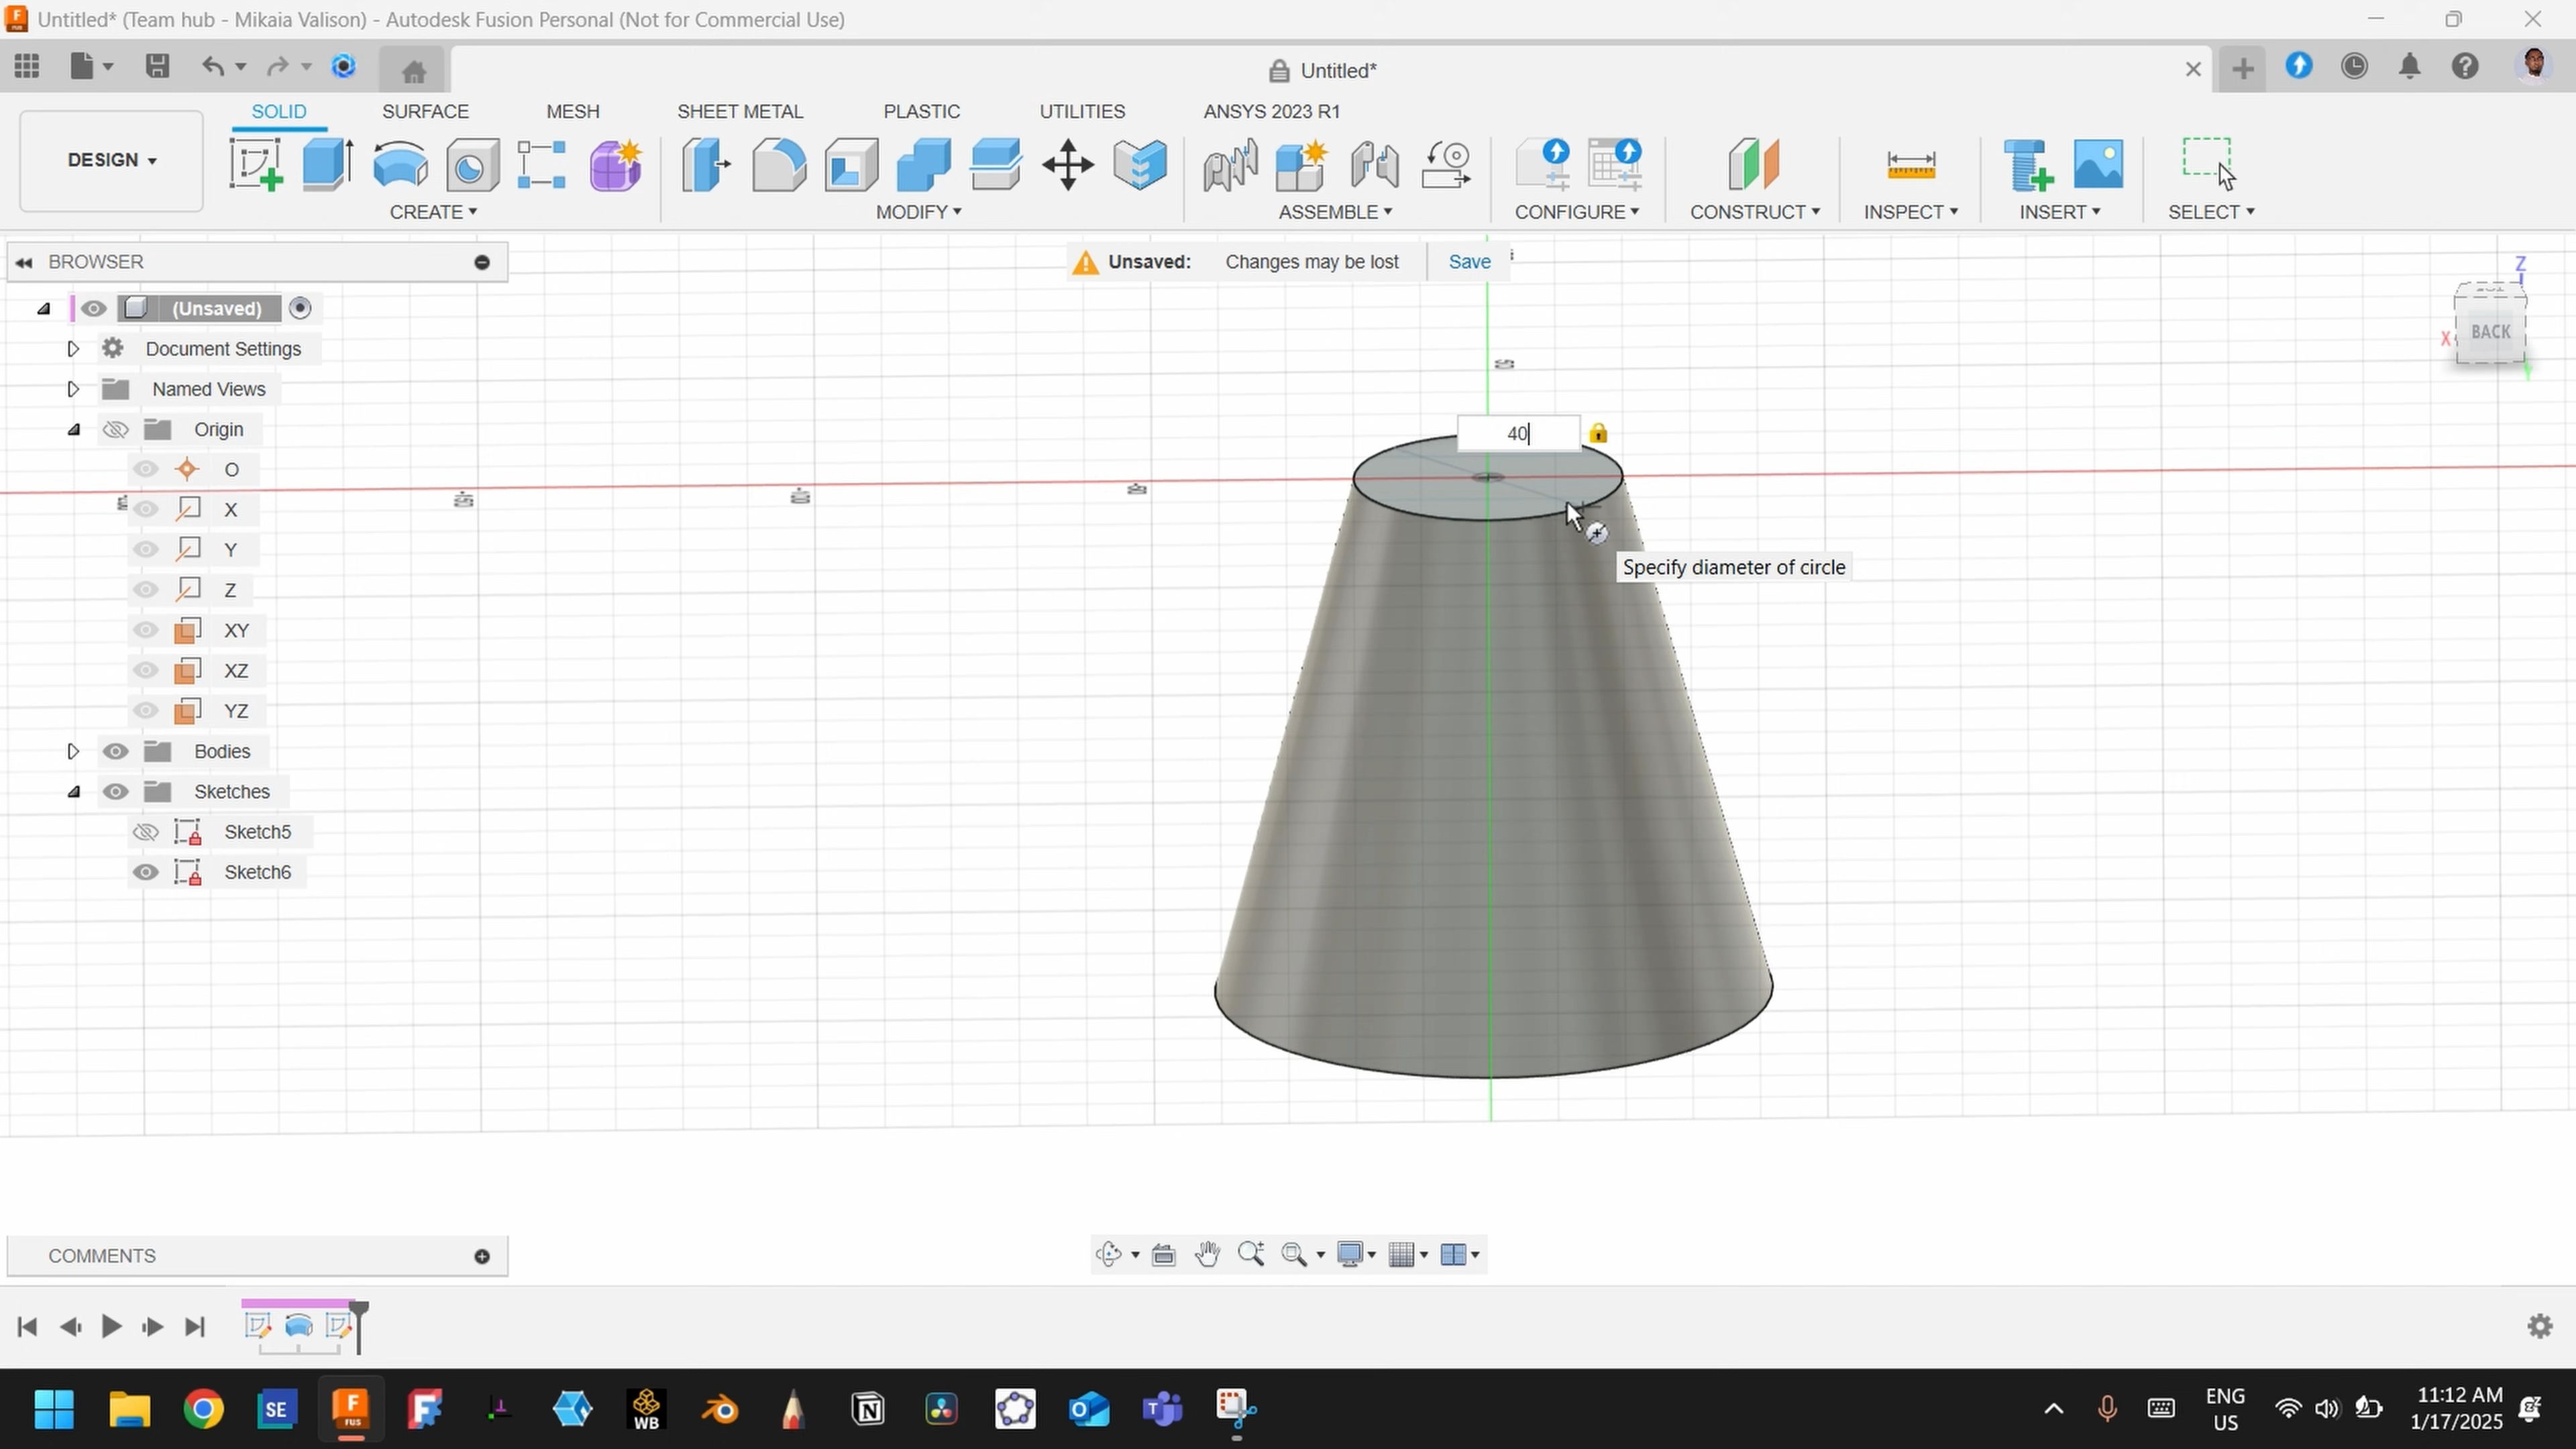 Untitled* (Team hub - Mikaia Valison) - Autodesk Fusion Personal (Not for Commercial Use)
Untitled*
SOLID SURFACE MESH SHEET METAL PLASTIC UTILITIES ANSYS 2023 R1
DESIGN
CREATE MODIFY ASSEMBLE CONFIGURE CONSTRUCT INSPECT INSERT SELECT
BROWSER
Unsaved: Changes may be lost Save
(Unsaved)
Document Settings
Named Views
Origin
O
X
Y
Z
XY
XZ
YZ
Bodies
Sketches
Sketch5
Sketch6
Z
X
BACK
40
Specify diameter of circle
COMMENTS
SE
F
FUS
WB
N
T
ENG
US
11:12 AM
1/17/2025